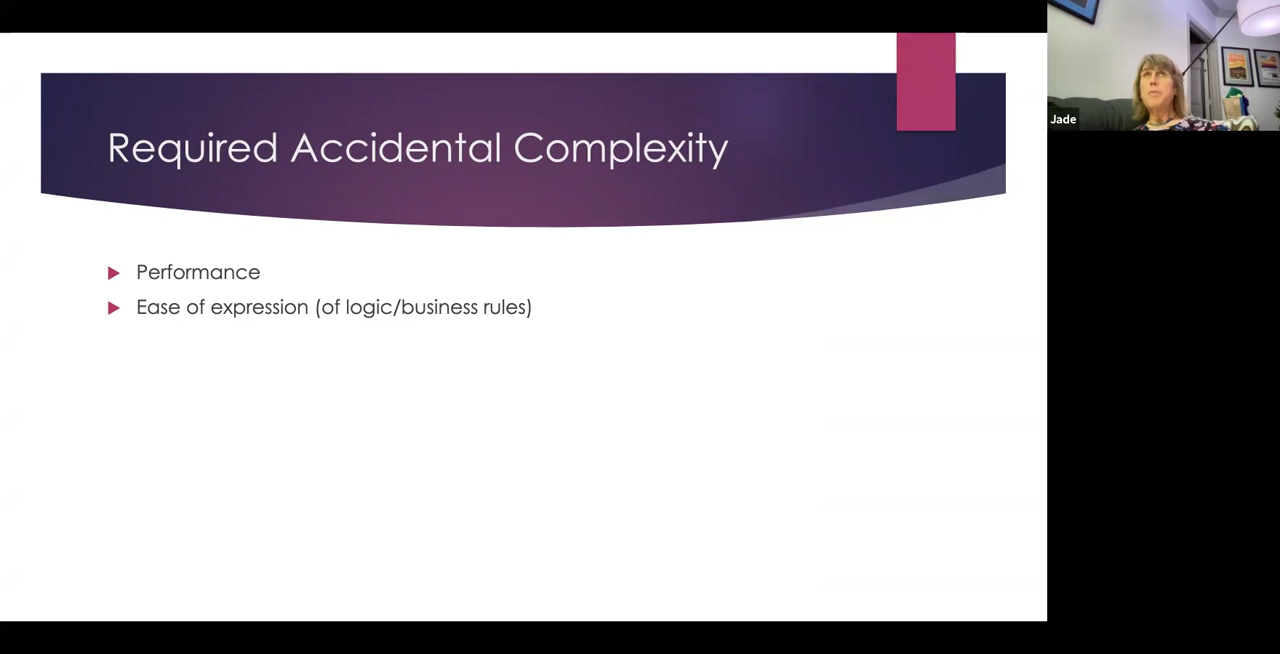 Required Accidental Complexity
Performance
Ease of expression (of logic/business rules)
Jade